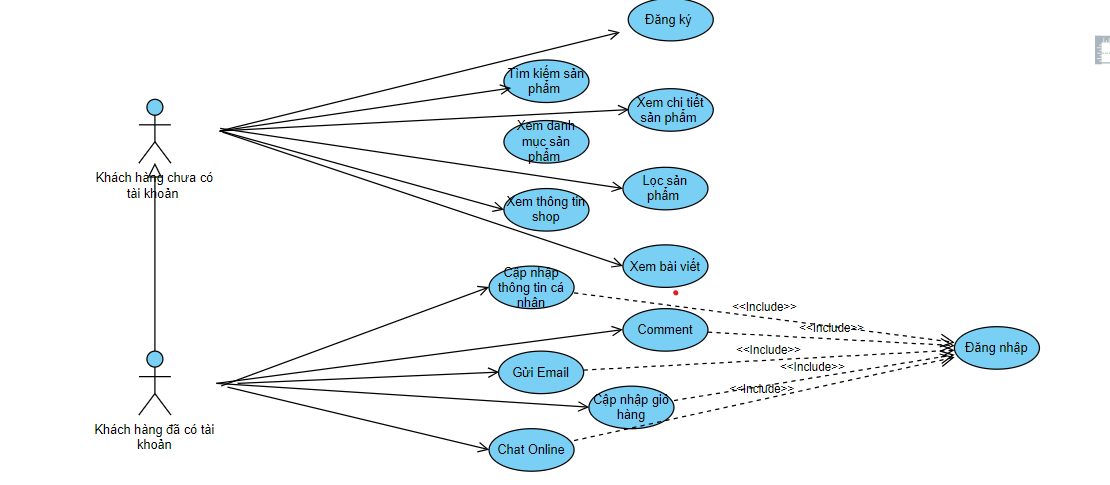 Đăng ký
Tìm kiếm sản
phẩm
Xem chi tiết
sản phẩm
Xem danh
mục sản
phẩm
Khách hàng chưa có
tài khoản
Lọc sản
phẩm
Xem thông tin
shop
Xem bài viết
Cập nhập
thông tin cá
nhân
<<Include>>
Comment
<<Include>>
Đăng nhập
<<Include>>
Gửi Email
<<Include>>
<<Include>>
Cập nhập giỏ
hàng
Khách hàng đã có tài
khoản
Chat Online